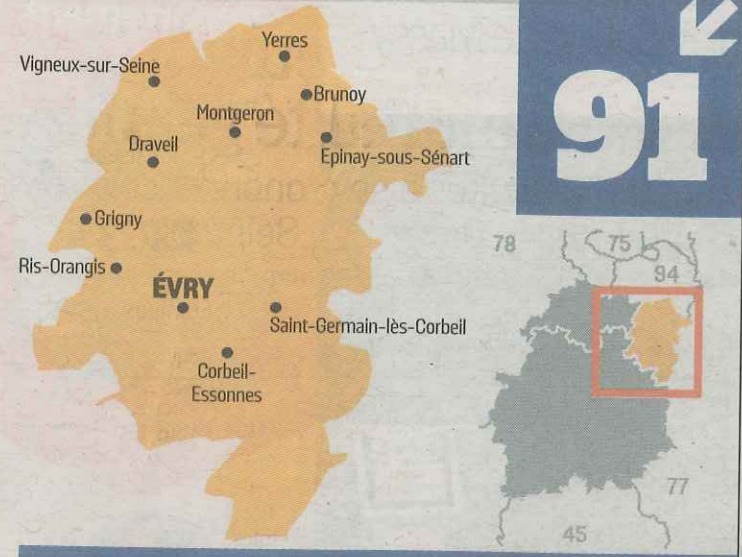 Yerres
Vigneux-sur-Seine
Brunoy
Montgeron
Draveil
Epinay-sous-Sénart
Grigny
Ris-Orangis
ÉVRY
Saint-Germain-lès-Corbeil
Corbeil-
Essonnes
91
78
75
94
77
45